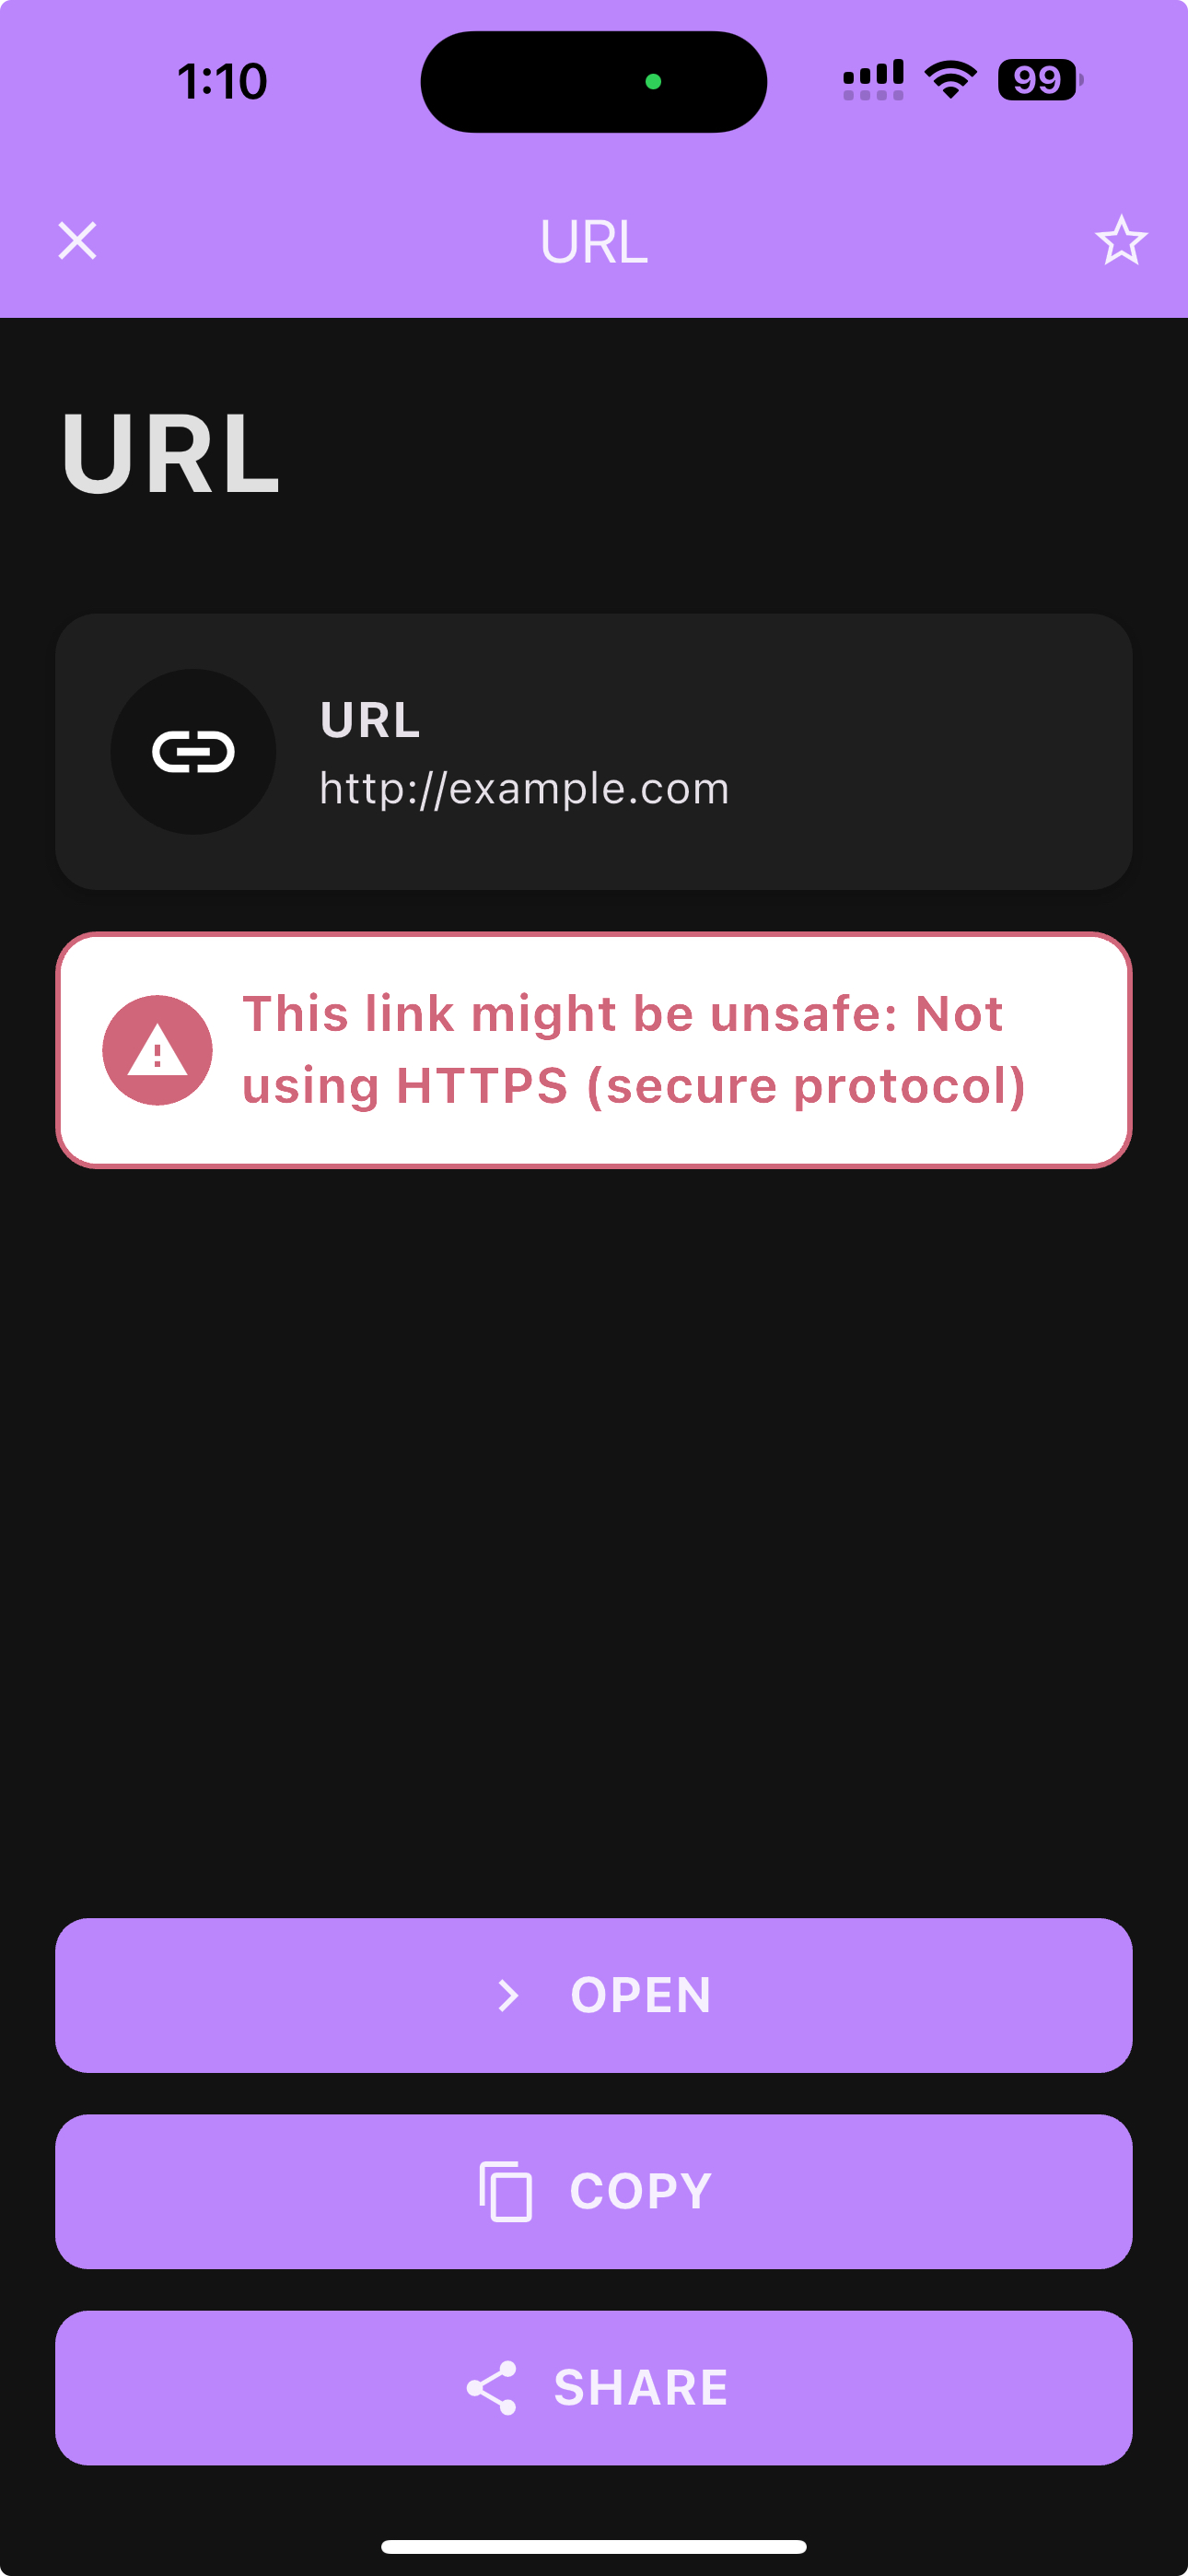 1:10
99
URL
URL
URL
http://example.com
This link might be unsafe: Not
using HTTPS (secure protocol)
OPEN
COPY
SHARE